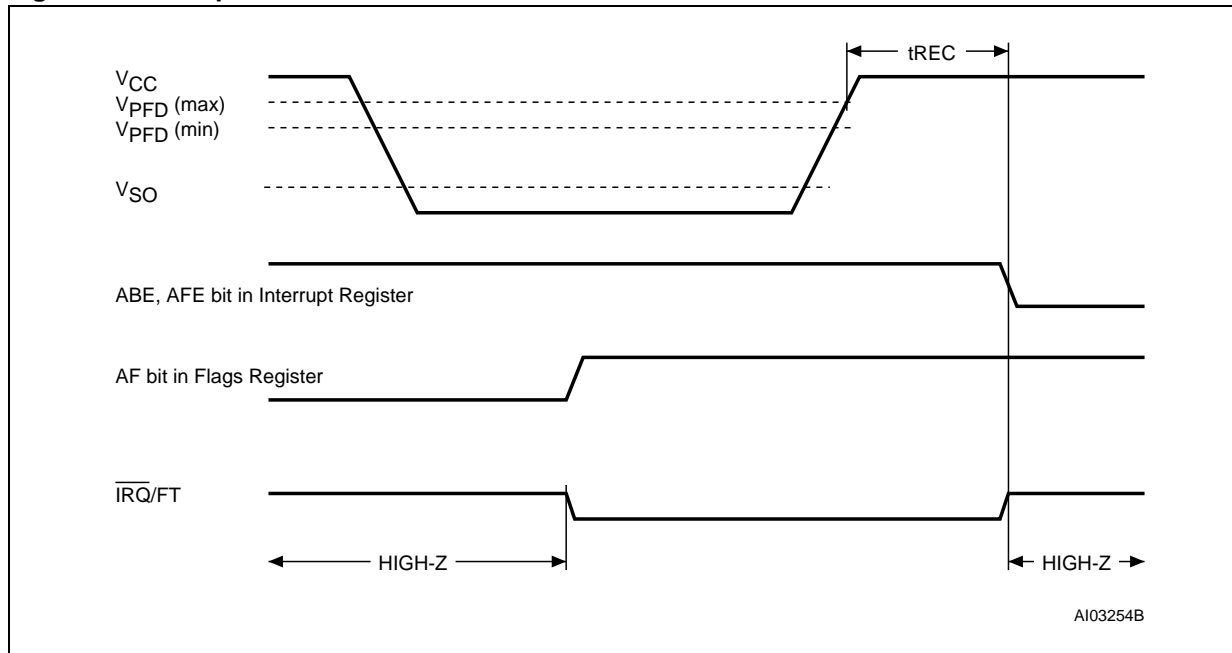 tREC
VCC
VPFD (max)
VPFD (min)
VSO
ABE, AFE bit in Interrupt Register
AF bit in Flags Register
IRQ/FT
HIGH-Z
HIGH-Z
AI03254B